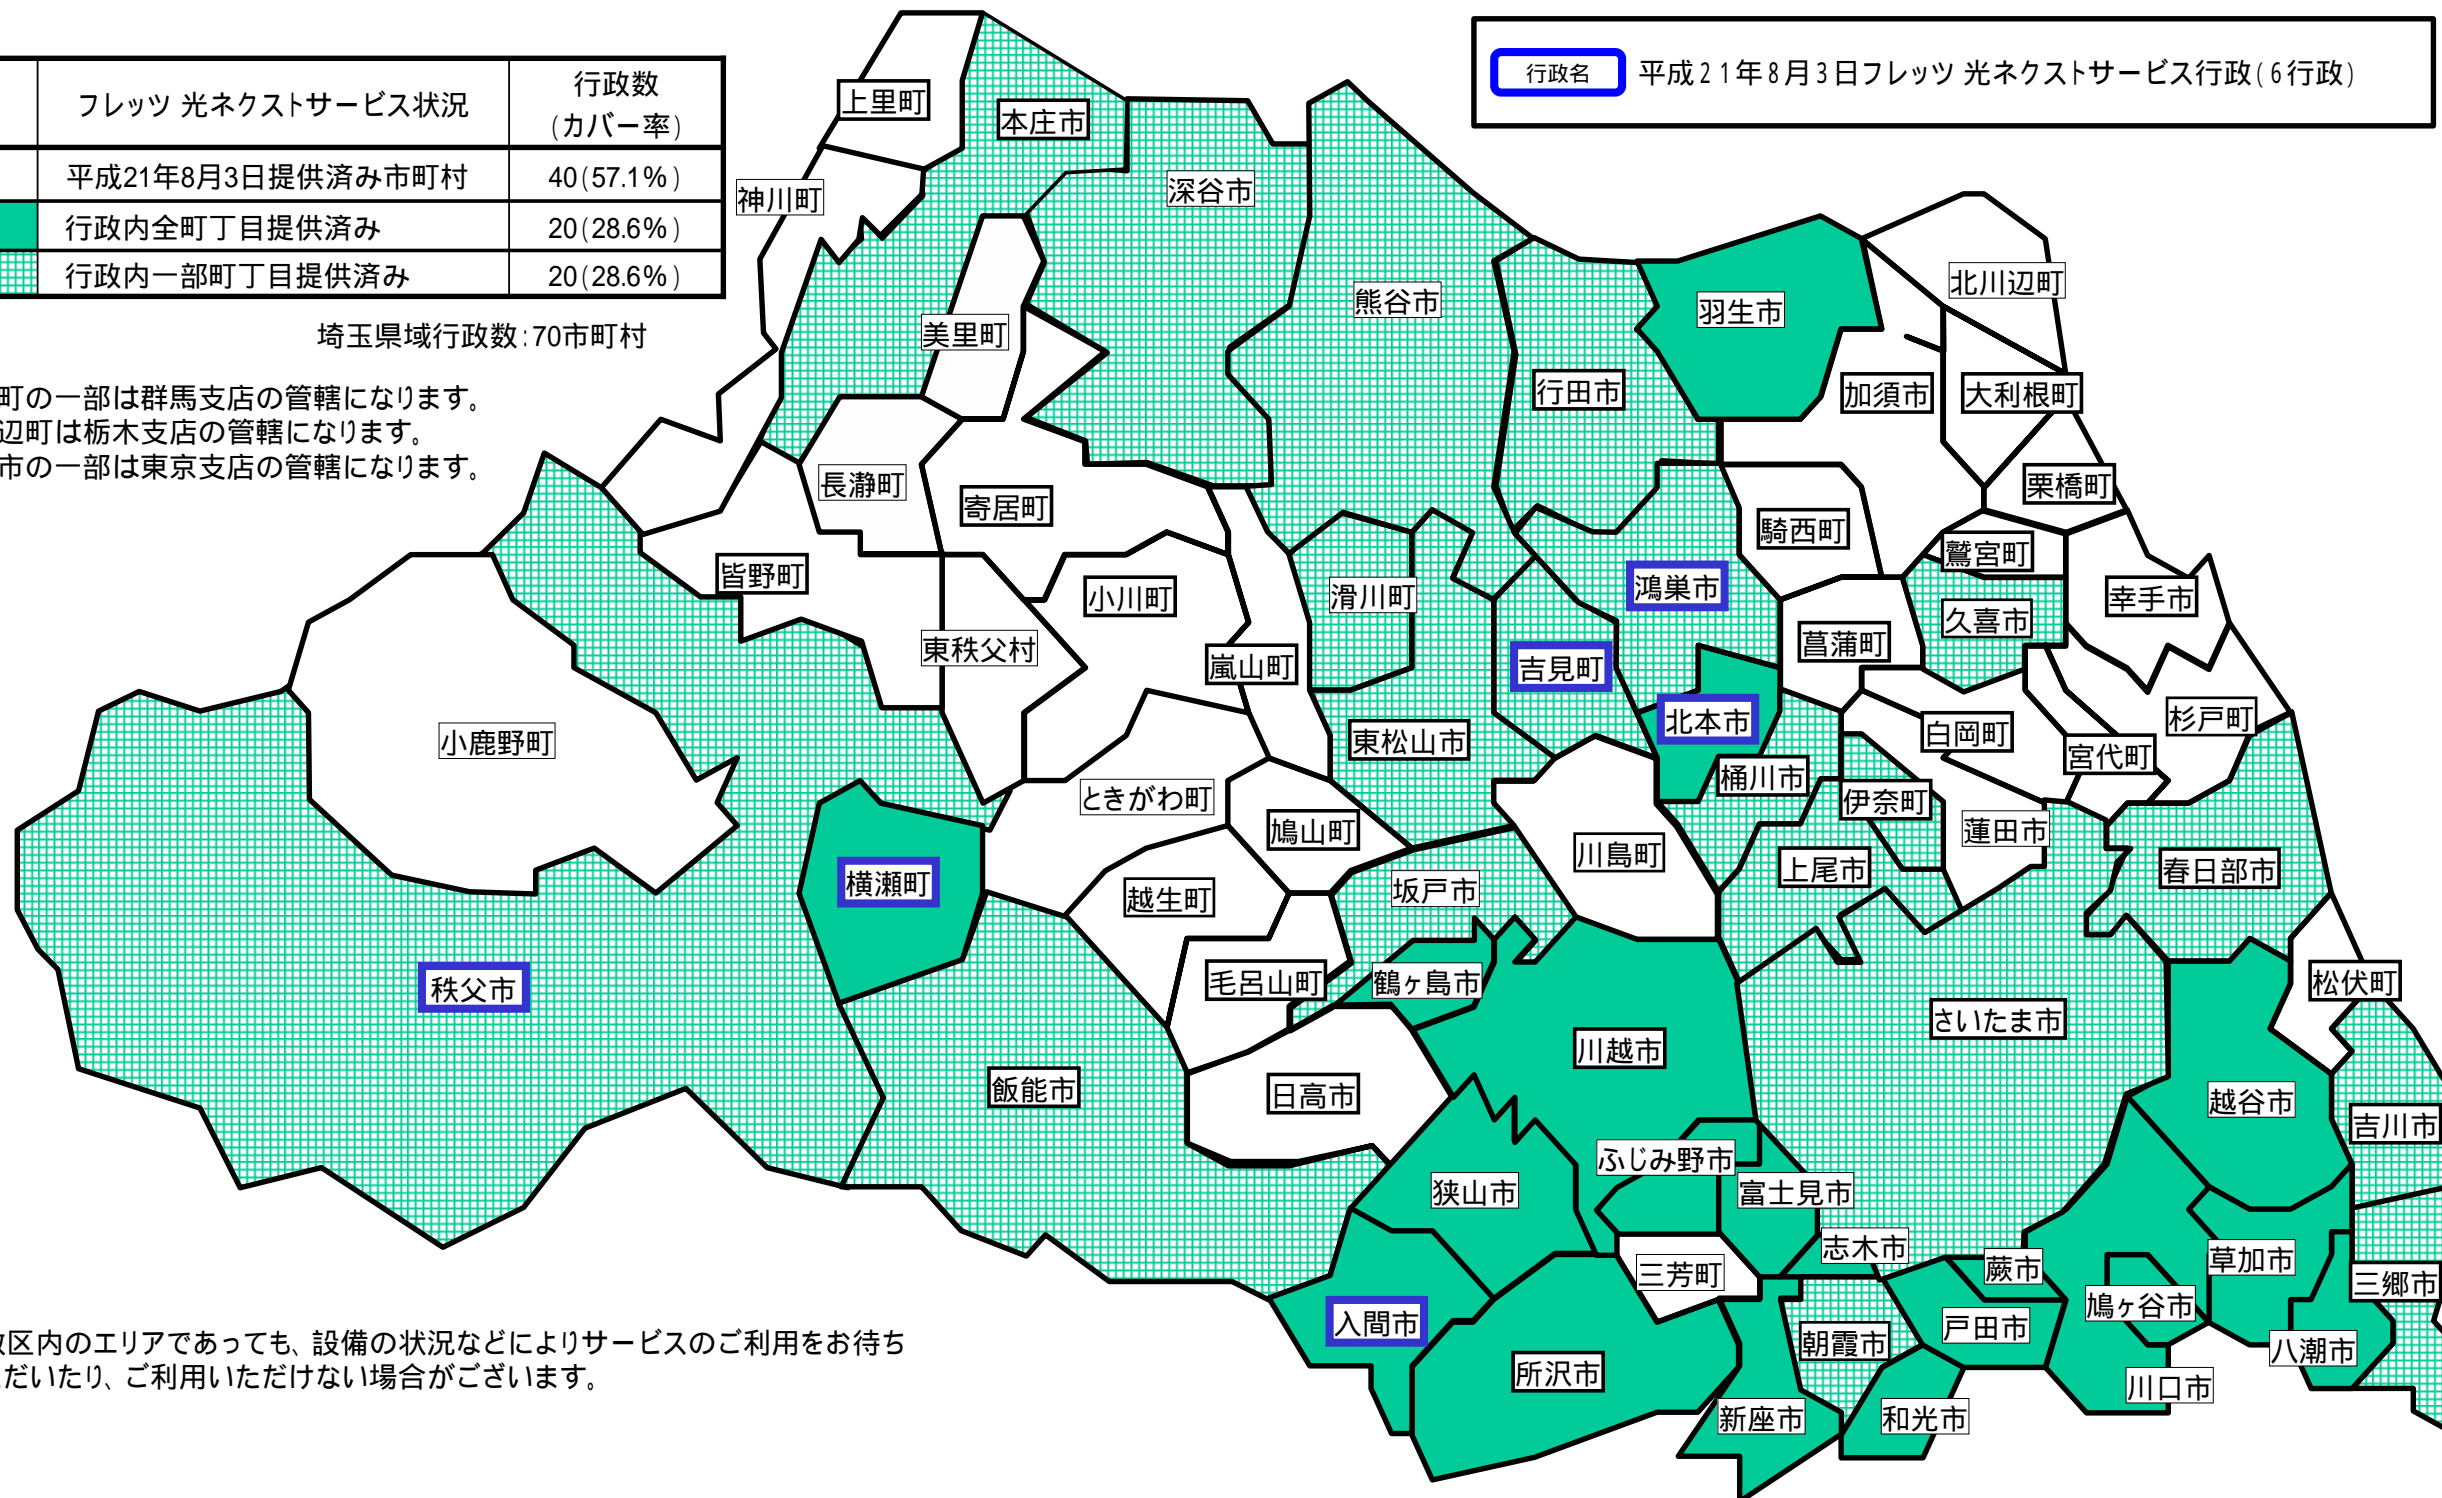 フレッツ 光ネクストサービス状況
行政数
(カバー率)
平成21年8月3日提供済み市町村
40(57.1%)
行政内全町丁目提供済み
20(28.6%)
行政内一部町丁目提供済み
20(28.6%)
埼玉県域行政数:70市町村
町の一部は群馬支店の管轄になります。
辺町は栃木支店の管轄になります。
市の一部は東京支店の管轄になります。
行政名
平成21年8月3日フレッツ 光ネクストサービス行政(6行政)
上里町
本庄市
神川町
深谷市
美里町
熊谷市
羽生市
北川辺町
行田市
加須市
大利根町
長瀞町
寄居町
栗橋町
騎西町
鷲宮町
皆野町
小川町
滑川町
鴻巣市
久喜市
幸手市
東秩父村
嵐山町
吉見町
菖蒲町
小鹿野町
東松山市
北本市
白岡町
杉戸町
宮代町
ときがわ町
桶川市
伊奈町
鳩山町
川島町
蓮田市
横瀬町
越生町
坂戸市
上尾市
春日部市
秩父市
毛呂山町
鶴ヶ島市
松伏町
さいたま市
川越市
飯能市
日高市
越谷市
吉川市
ふじみ野市
狭山市
富士見市
志木市
三芳町
蕨市
草加市
三郷市
入間市
鳩ヶ谷市
戸田市
朝霞市
八潮市
所沢市
川口市
新座市
和光市
区内のエリアであっても、設備の状況などによりサービスのご利用をお待ち
だいたり、ご利用いただけない場合がございます。